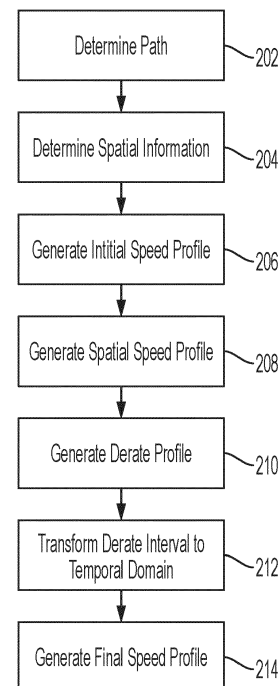 Determine Path
202
Determine Spatial Information
204
Generate Intitial Speed Profile
206
Generate Spatial Speed Profile
208
Generate Derate Profile
210
Transform Derate Interval to
Temporal Domain
212
Generate Final Speed Profile
214